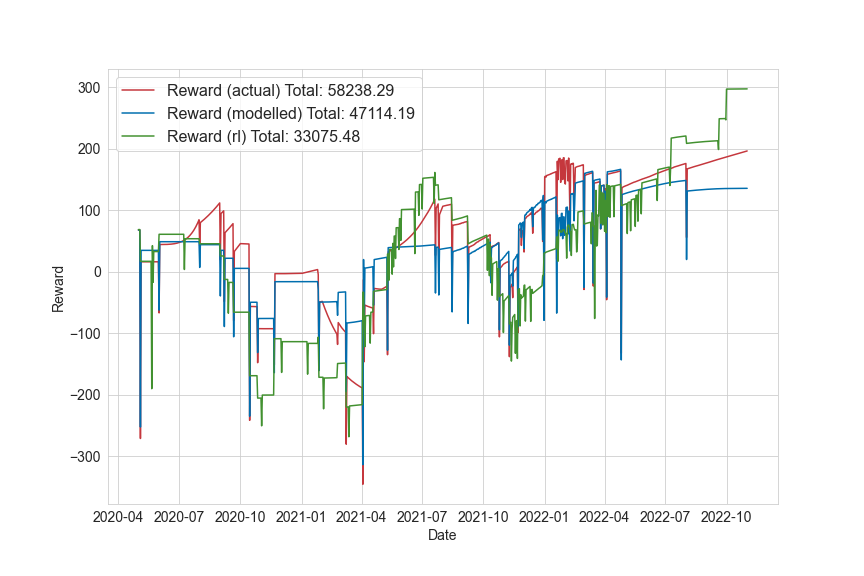 Reward (actual) Total: 58238.29
Reward (modelled) Total: 47114.19
Reward (rl) Total: 33075.48
300
200
100
0
−100
−200
−300
Reward
2020-04 2020-07 2020-10 2021-01 2021-04 2021-07 2021-10 2022-01 2022-04 2022-07 2022-10
Date